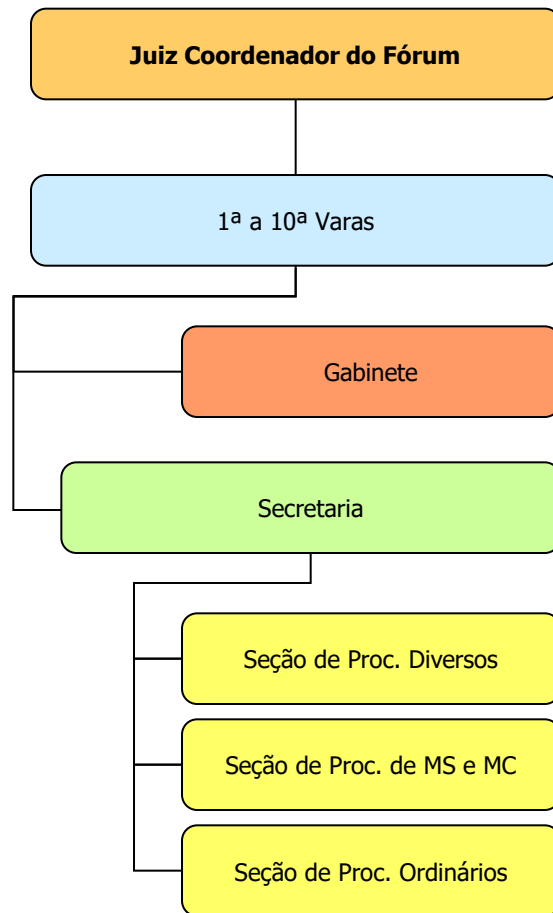 Juiz Coordenador do Fórum
1ª a 10ª Varas
Gabinete
Secretaria
Seção de Proc. Diversos
Seção de Proc. de MS e MC
Seção de Proc. Ordinários